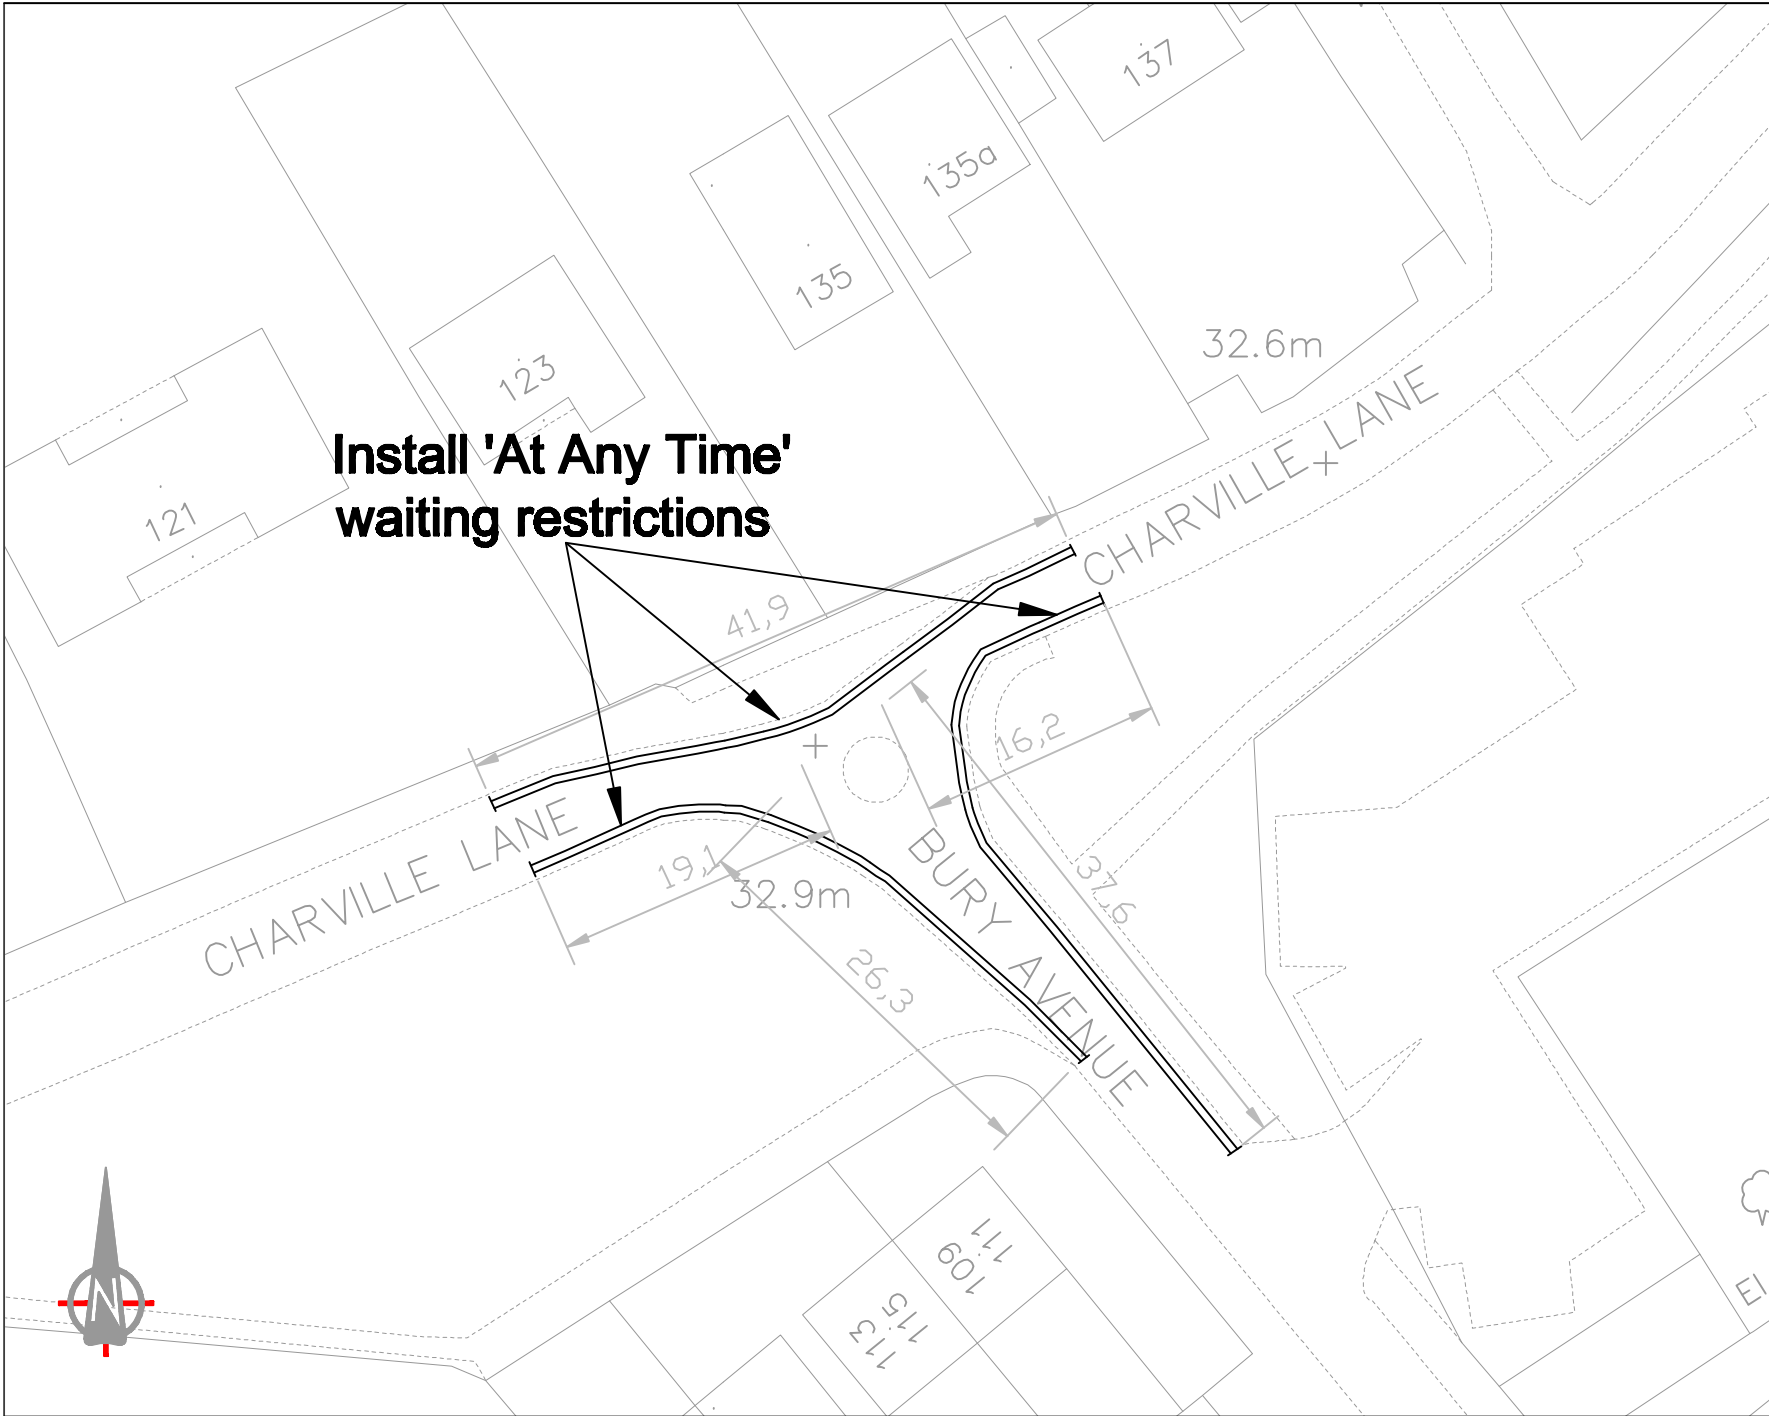 137
135a
135
32.6m
123
CHARVILLE LANE
Install 'At Any Time'
waiting restrictions
121
41,9
16,2
CHARVILLE LANE
19,1
32.9m
BURY AVENUE
37,6
26,3
111
109
115
113
N
El